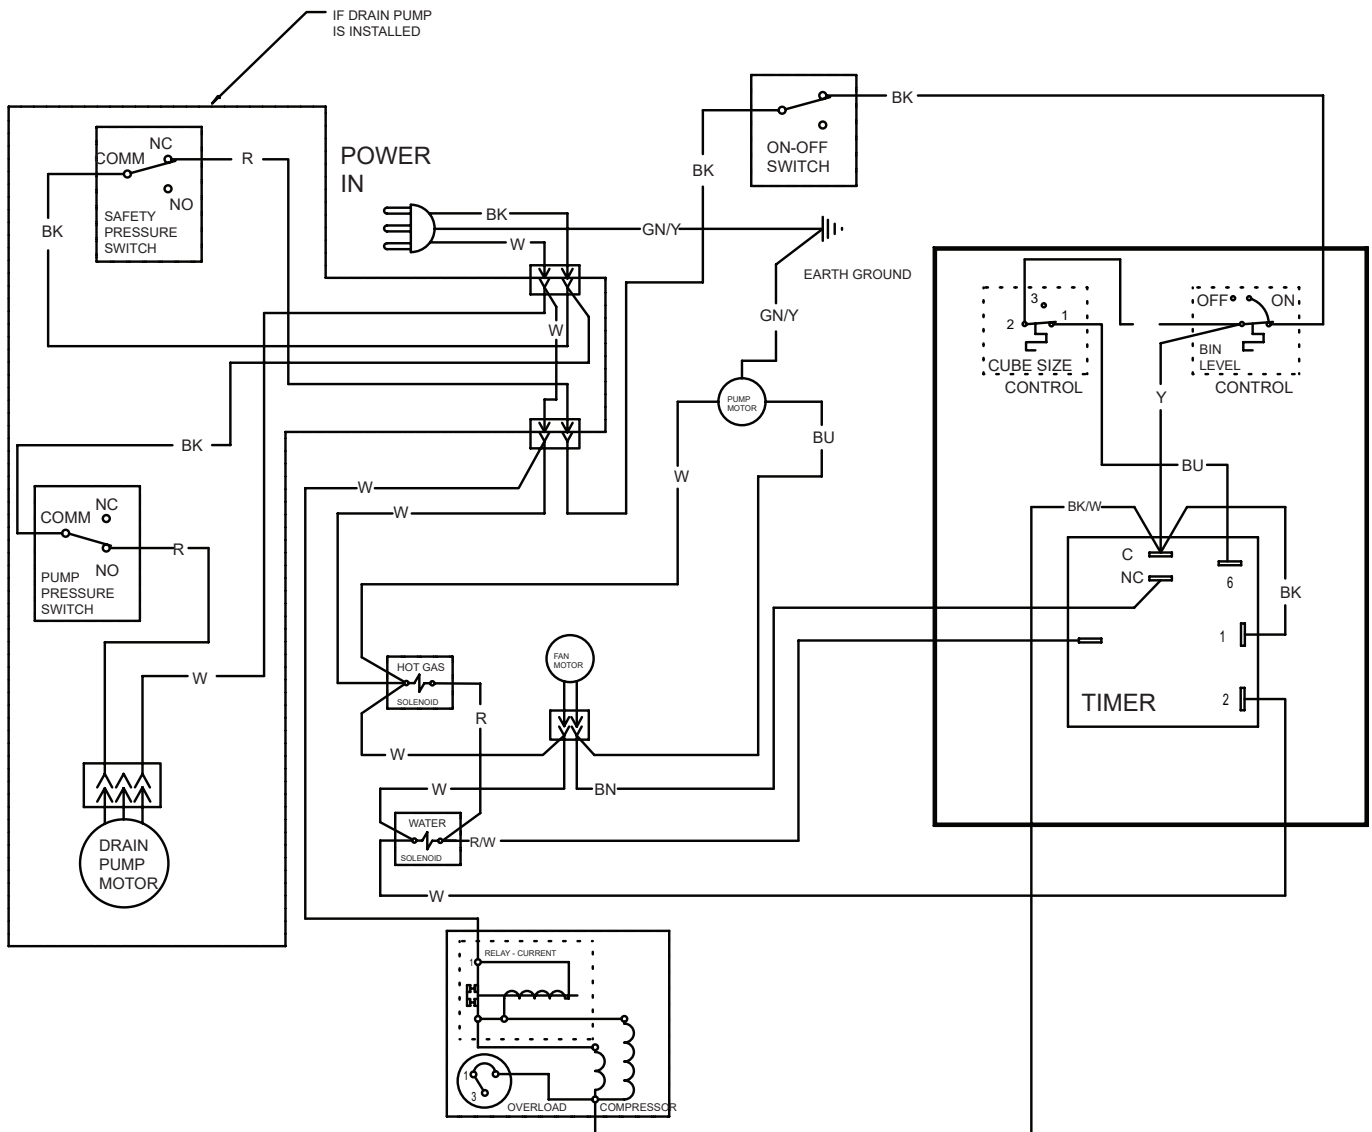 IF DRAIN PUMP
IS INSTALLED
NC
COMM
NO
SAFETY
PRESSURE
SWITCH
R
BK
POWER
IN
BK
W
GN/Y
EARTH GROUND
GN/Y
ON-OFF
SWITCH
BK
BK
W
3
2
1
CUBE SIZE
CONTROL
OFF
ON
BIN
LEVEL
CONTROL
Y
BU
PUMP
MOTOR
BU
W
BK
W
W
NC
COMM
NO
PUMP
PRESSURE
SWITCH
R
W
DRAIN
PUMP
MOTOR
BK/W
C
NC
6
BK
1
2
TIMER
HOT GAS
SOLENOID
R
FAN
MOTOR
W
W
BN
WATER
SOLENOID
R/W
W
RELAY - CURRENT
1
1
3
OVERLOAD
COMPRESSOR